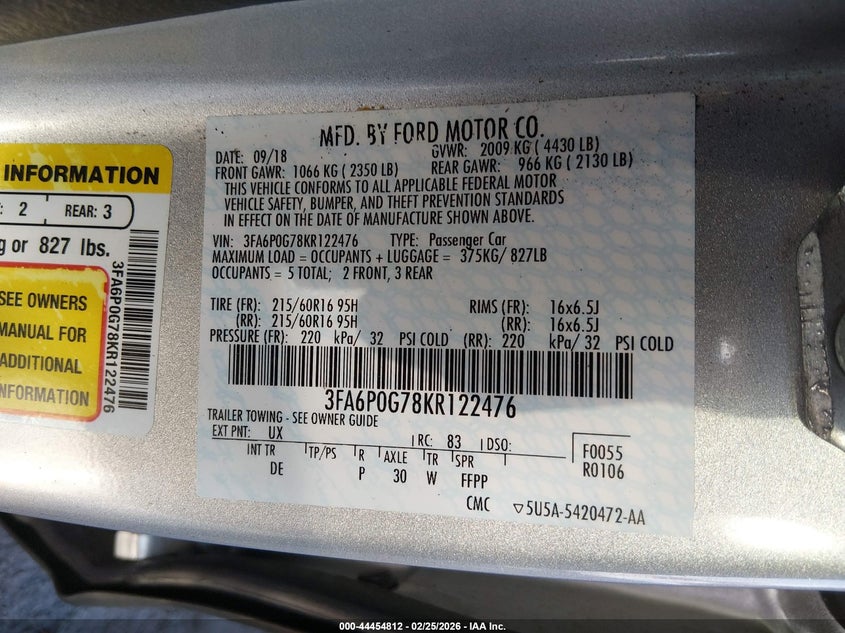 INFORMATION
2 REAR: 3
g or 827 lbs.
SEE OWNERS
MANUAL FOR
ADDITIONAL
INFORMATION
3FA6P0G78KR122476
MFD. BY FORD MOTOR CO.
DATE: 09/18 GVWR: 2009 KG ( 4430 LB)
FRONT GAWR: 1066 KG ( 2350 LB) REAR GAWR: 966 KG ( 2130 LB)
THIS VEHICLE CONFORMS TO ALL APPLICABLE FEDERAL MOTOR
VEHICLE SAFETY, BUMPER, AND THEFT PREVENTION STANDARDS
IN EFFECT ON THE DATE OF MANUFACTURE SHOWN ABOVE.
VIN: 3FA6P0G78KR122476 TYPE: Passenger Car
MAXIMUM LOAD = OCCUPANTS + LUGGAGE = 375KG/ 827LB
OCCUPANTS = 5 TOTAL; 2 FRONT, 3 REAR
TIRE (FR): 215/60R16 95H RIMS (FR): 16x6.5J
(RR): 215/60R16 95H (RR): 16x6.5J
PRESSURE (FR): 220 kPa/ 32 PSI COLD (RR): 220 kPa/ 32 PSI COLD
3FA6P0G78KR122476
TRAILER TOWING - SEE OWNER GUIDE
EXT PNT: UX RC: 83 DSO:
INT TR TP/PS R AXLE TR SPR
DE P 30 W FFPP
F0055
R0106
CMC ▽5U5A-5420472-AA
000-44454812 - 02/25/2026 - IAA Inc.